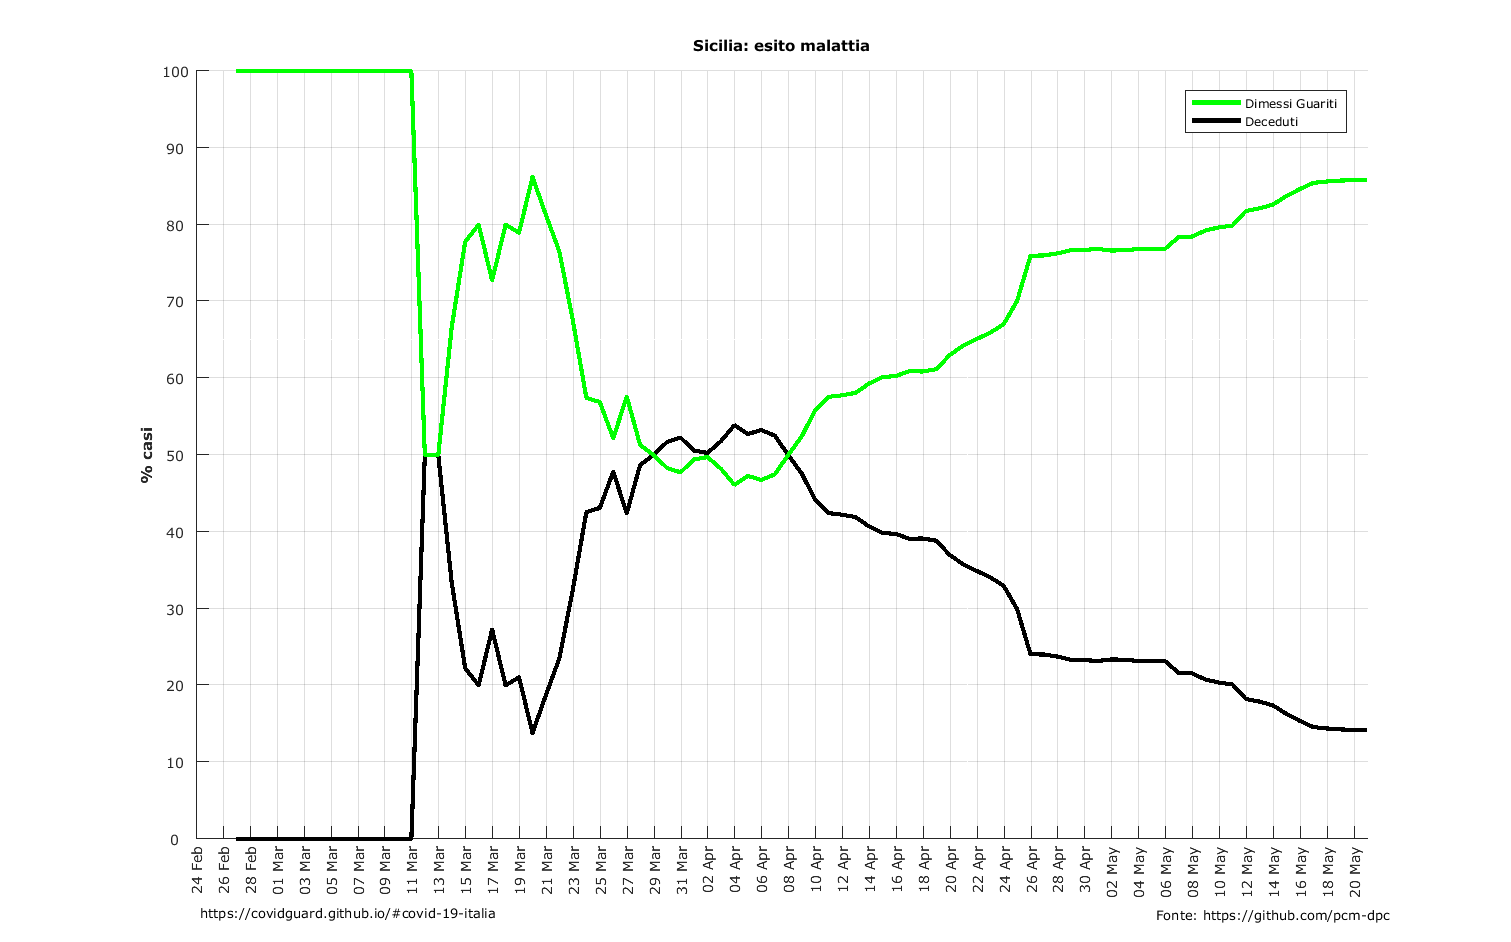 Sicilia: esito malattia
Dimessi Guariti
Deceduti
% casi
100
90
80
70
60
50
40
30
20
10
0
24 Feb
26 Feb
28 Feb
01 Mar
03 Mar
05 Mar
07 Mar
09 Mar
11 Mar
13 Mar
15 Mar
17 Mar
19 Mar
21 Mar
23 Mar
25 Mar
27 Mar
29 Mar
31 Mar
02 Apr
04 Apr
06 Apr
08 Apr
10 Apr
12 Apr
14 Apr
16 Apr
18 Apr
20 Apr
22 Apr
24 Apr
26 Apr
28 Apr
30 Apr
02 May
04 May
06 May
08 May
10 May
12 May
14 May
16 May
18 May
20 May
https://covidguard.github.io/#covid-19-italia
Fonte: https://github.com/pcm-dpc